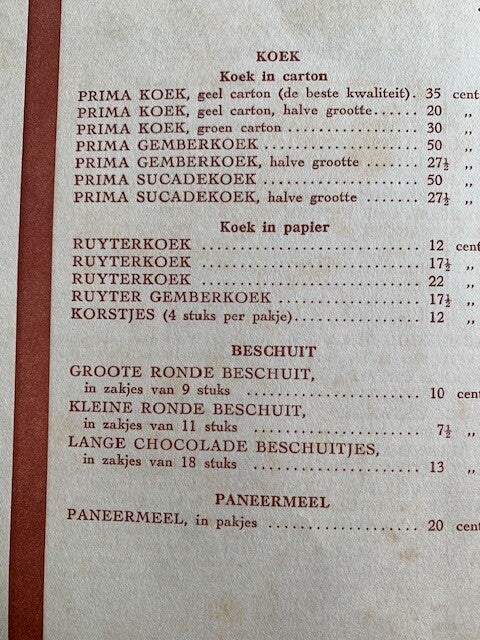 KOEK
Koek in carton
PRIMA KOEK, geel carton (de beste kwaliteit). 35 cent
PRIMA KOEK, geel carton, halve grootte...... 20 „
PRIMA KOEK, groen carton .................. 30 „
PRIMA GEMBERKOEK ...................... 50 „
PRIMA GEMBERKOEK, halve grootte ........ 27½ „
PRIMA SUCADEKOEK ...................... 50 „
PRIMA SUCADEKOEK, halve grootte ......... 27½ „
Koek in papier
RUYTERKOEK ............................ 12 cent
RUYTERKOEK ............................ 17½ „
RUYTERKOEK ............................ 22 „
RUYTER GEMBERKOEK .................... 17½ „
KORSTJES (4 stuks per pakje)................ 12 „
BESCHUIT
GROOTE RONDE BESCHUIT,
in zakjes van 9 stuks ........................ 10 cent
KLEINE RONDE BESCHUIT,
in zakjes van 11 stuks ...................... 7½ „
LANGE CHOCOLADE BESCHUITJES,
in zakjes van 18 stuks ...................... 13 „
PANEERMEEL
PANEERMEEL, in pakjes .................... 20 cent